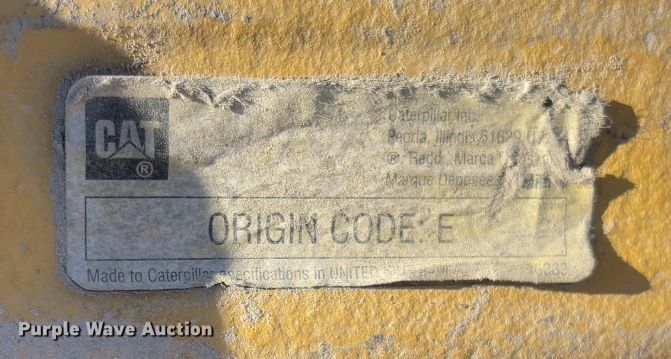 CAT
®
Caterpillar Inc.
Peoria, Illinois 61629 U
®, Regd., Marca
Marque Déposée
ORIGIN CODE: E
Made to Caterpillar specifications in UNITED
Purple Wave Auction